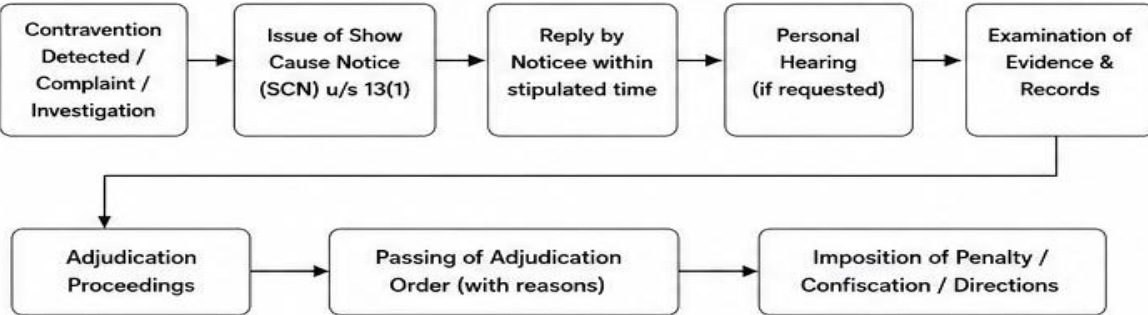 Contravention
Detected /
Complaint /
Investigation
Issue of Show
Cause Notice
(SCN) u/s 13(1)
Reply by
Noticee within
stipulated time
Personal
Hearing
(if requested)
Examination of
Evidence &
Records
Adjudication
Proceedings
Passing of Adjudication
Order (with reasons)
Imposition of Penalty /
Confiscation / Directions